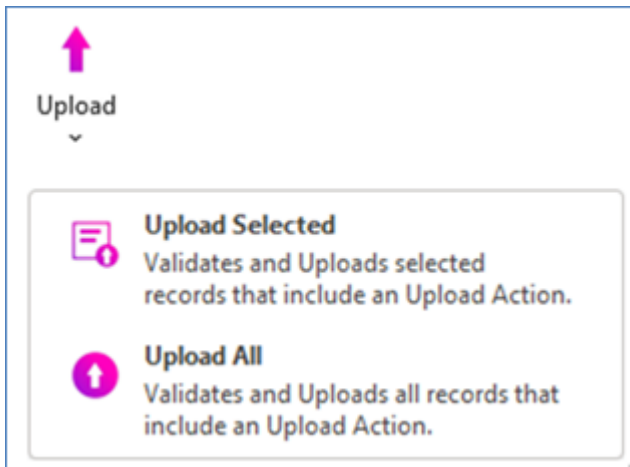 Upload
Upload Selected
Validates and Uploads selected
records that include an Upload Action.
Upload All
Validates and Uploads all records that
include an Upload Action.